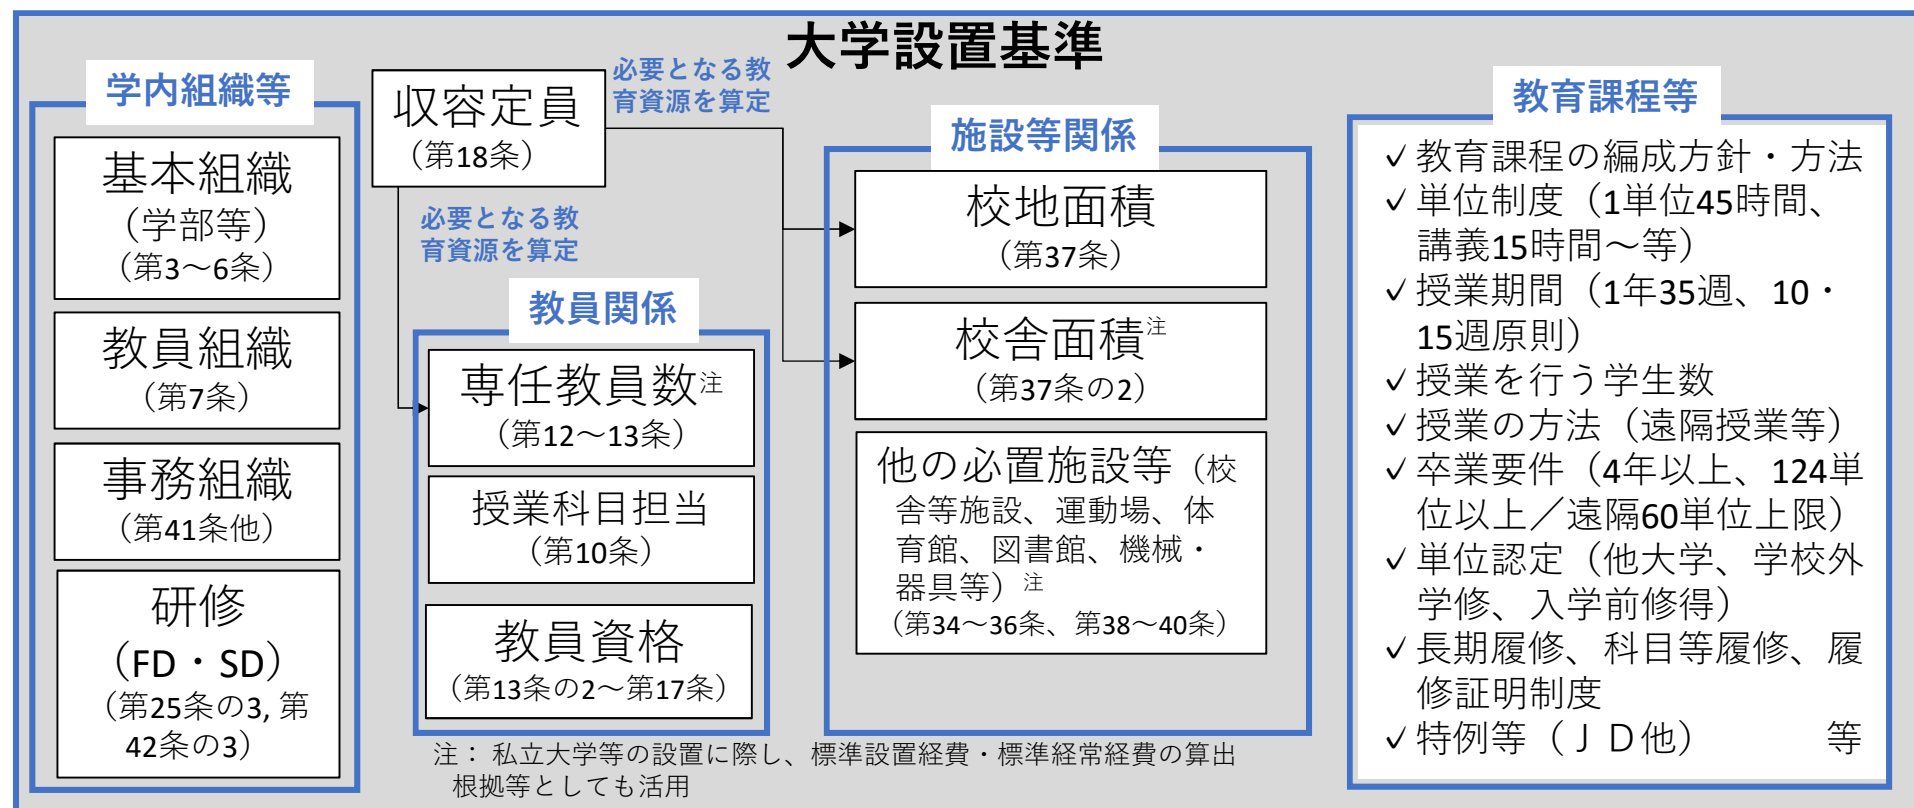 大学設置基準
学内組織等
基本組織
（学部等）
（第3～6条）
教員組織
（第7条）
事務組織
（第41条他）
研修
（FD・SD）
（第25条の3, 第
42条の3）
収容定員
（第18条）
必要となる教
育資源を算定
必要となる教
育資源を算定
教員関係
専任教員数注
（第12～13条）
授業科目担当
（第10条）
教員資格
（第13条の2～第17条）
施設等関係
校地面積
（第37条）
校舎面積注
（第37条の2）
他の必置施設等（校
舎等施設、運動場、体
育館、図書館、機械・
器具等）注
（第34～36条、第38～40条）
注： 私立大学等の設置に際し、標準設置経費・標準経常経費の算出
根拠等としても活用
教育課程等
✓教育課程の編成方針・方法
✓単位制度（1単位45時間、
講義15時間～等）
✓授業期間（1年35週、10・
15週原則）
✓授業を行う学生数
✓授業の方法（遠隔授業等）
✓卒業要件（4年以上、124単
位以上／遠隔60単位上限）
✓単位認定（他大学、学校外
学修、入学前修得）
✓長期履修、科目等履修、履
修証明制度
✓特例等（ＪＤ他）　　　等